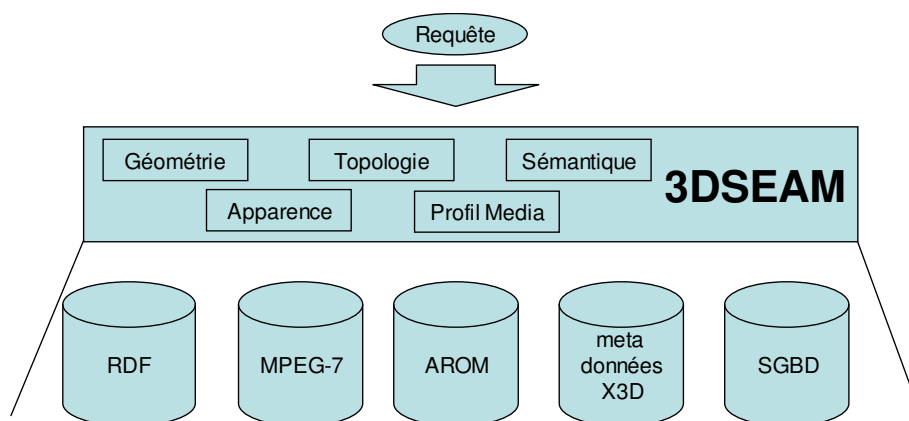 Requête
Géométrie
Topologie
Sémantique
3DSEAM
Apparence
Profil Media
RDF
MPEG-7
AROM
meta
données
X3D
SGBD